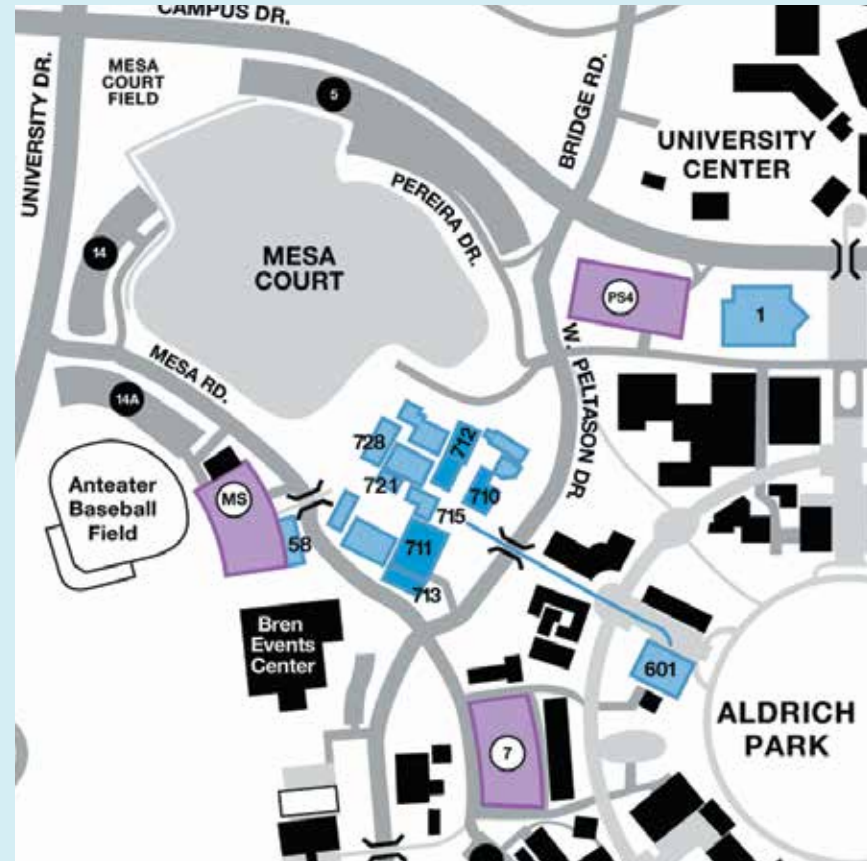 CAMPUS DR.
UNIVERSITY DR.
MESA
COURT
FIELD
5
BRIDGE RD.
UNIVERSITY
CENTER
PEREIRA DR.
14
MESA
COURT
PS4
1
MESA RD.
W. PELTASON DR.
14A
728
712
721
710
Anteater
Baseball
Field
MS
715
58
711
713
Bren
Events
Center
601
ALDRICH
PARK
7